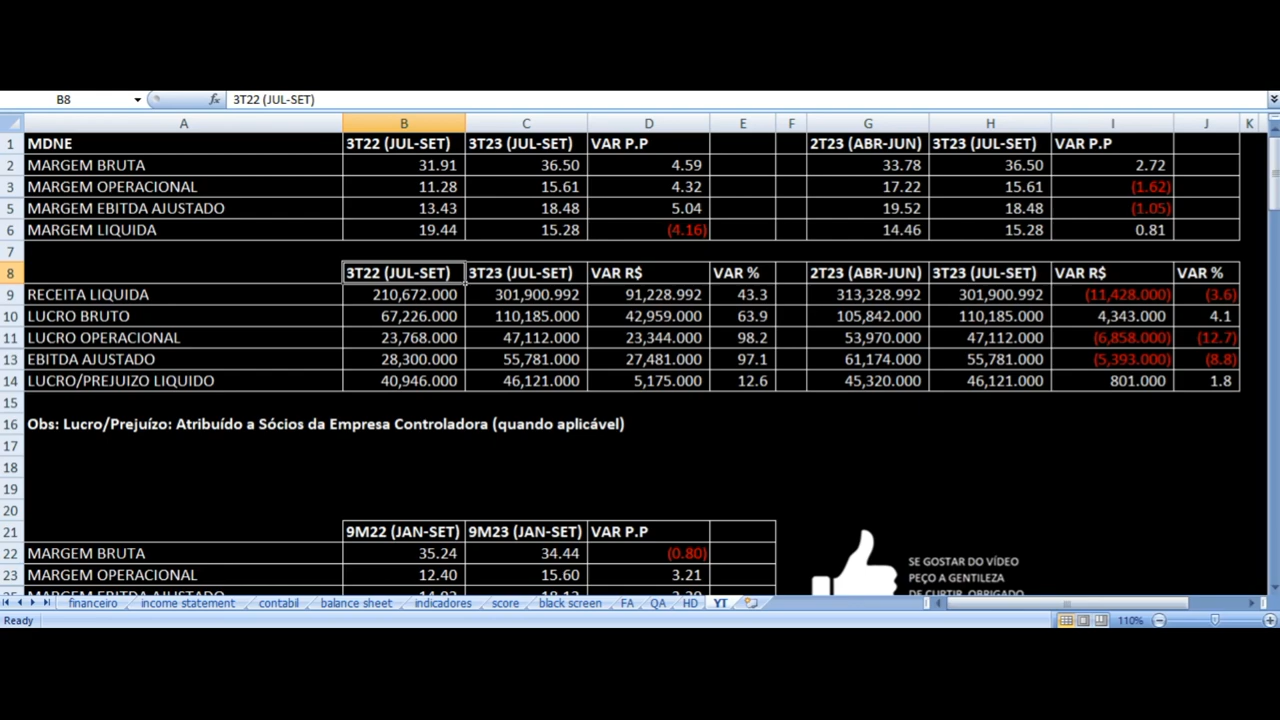 B8 fx 3T22 (JUL-SET)
A B C D E F G H I J K
1 MDNE 3T22 (JUL-SET) 3T23 (JUL-SET) VAR P.P 2T23 (ABR-JUN) 3T23 (JUL-SET) VAR P.P
2 MARGEM BRUTA 31.91 36.50 4.59 33.78 36.50 2.72
3 MARGEM OPERACIONAL 11.28 15.61 4.32 17.22 15.61 (1.62)
5 MARGEM EBITDA AJUSTADO 13.43 18.48 5.04 19.52 18.48 (1.05)
6 MARGEM LIQUIDA 19.44 15.28 (4.16) 14.46 15.28 0.81
7
8 3T22 (JUL-SET) 3T23 (JUL-SET) VAR R$ VAR % 2T23 (ABR-JUN) 3T23 (JUL-SET) VAR R$ VAR %
9 RECEITA LIQUIDA 210,672.000 301,900.992 91,228.992 43.3 313,328.992 301,900.992 (11,428.000) (3.6)
10 LUCRO BRUTO 67,226.000 110,185.000 42,959.000 63.9 105,842.000 110,185.000 4,343.000 4.1
11 LUCRO OPERACIONAL 23,768.000 47,112.000 23,344.000 98.2 53,970.000 47,112.000 (6,858.000) (12.7)
13 EBITDA AJUSTADO 28,300.000 55,781.000 27,481.000 97.1 61,174.000 55,781.000 (5,393.000) (8.8)
14 LUCRO/PREJUIZO LIQUIDO 40,946.000 46,121.000 5,175.000 12.6 45,320.000 46,121.000 801.000 1.8
15
16 Obs: Lucro/Prejuízo: Atribuído a Sócios da Empresa Controladora (quando aplicável)
17
18
19
20
21 9M22 (JAN-SET) 9M23 (JAN-SET) VAR P.P
22 MARGEM BRUTA 35.24 34.44 (0.80)
23 MARGEM OPERACIONAL 12.40 15.60 3.21
SE GOSTAR DO VÍDEO
PEÇO A GENTILEZA
DE CURTIR. OBRIGADO
financeiro income statement contabil balance sheet indicadores score black screen FA QA HD YT
Ready 110%